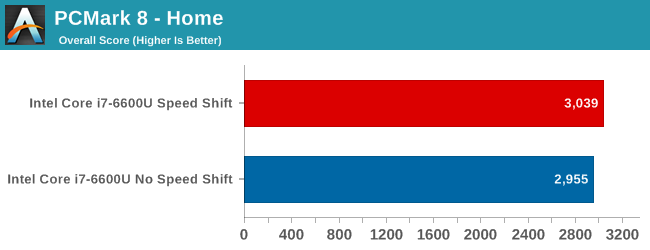 PCMark 8 - Home
Overall Score (Higher Is Better)
Intel Core i7-6600U Speed Shift
3,039
Intel Core i7-6600U No Speed Shift
2,955
0 400 800 1200 1600 2000 2400 2800 3200